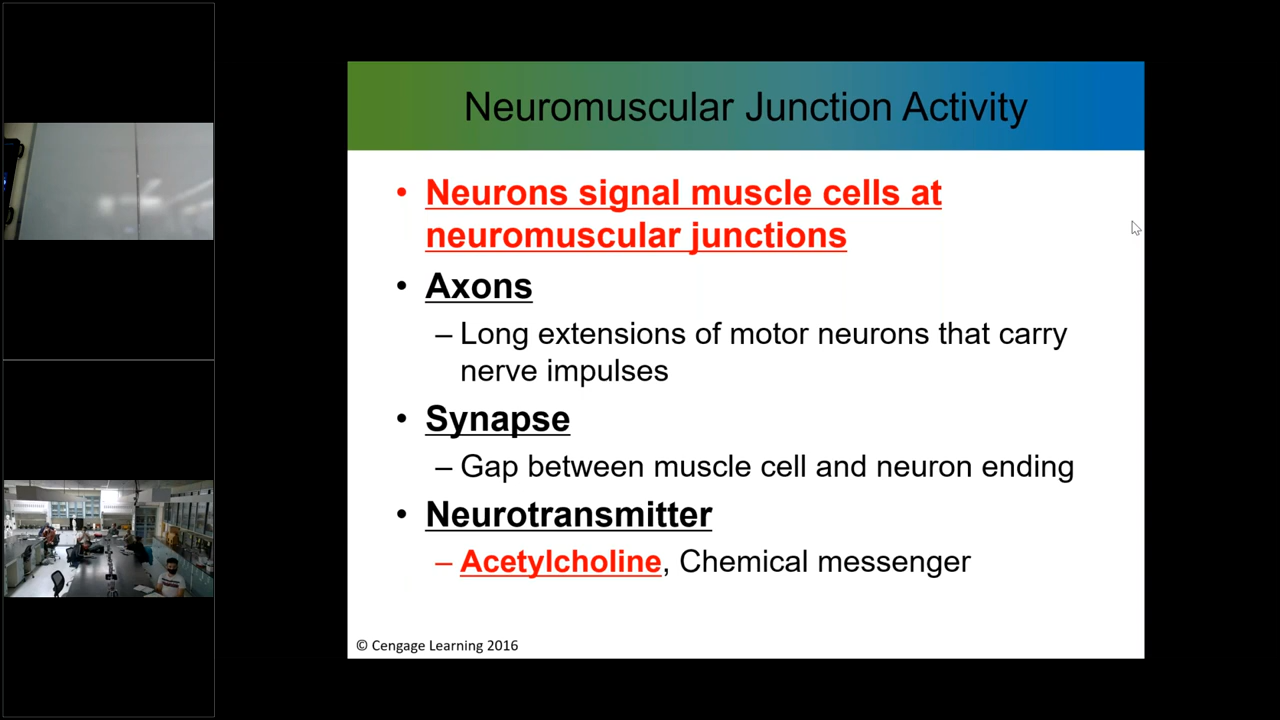 Neuromuscular Junction Activity
• Neurons signal muscle cells at
neuromuscular junctions
• Axons
– Long extensions of motor neurons that carry
nerve impulses
• Synapse
– Gap between muscle cell and neuron ending
• Neurotransmitter
– Acetylcholine, Chemical messenger
© Cengage Learning 2016